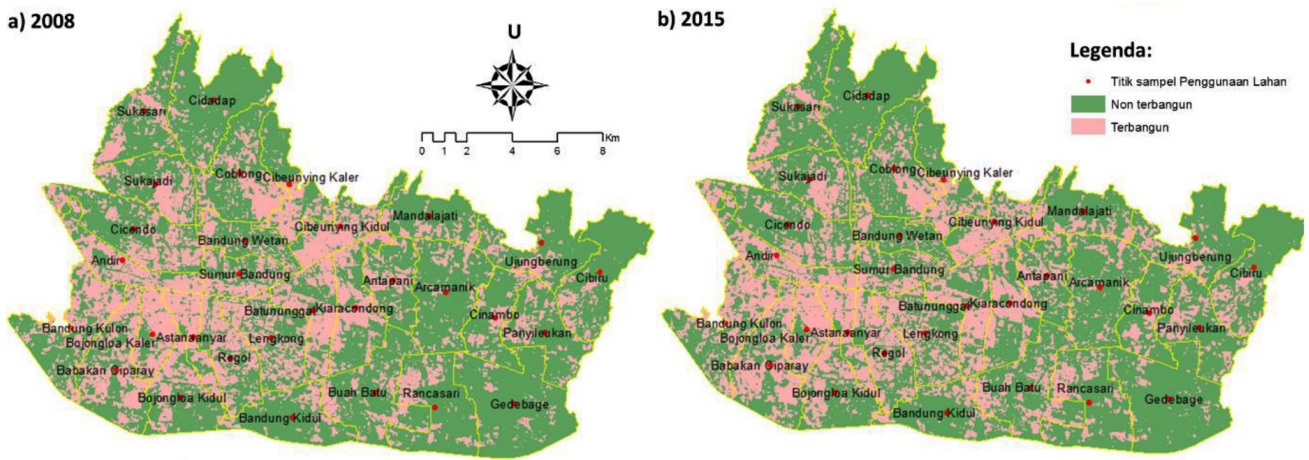 a) 2008
U
0 1 2 4 6 8 Km
Cidadap
Sukasari
Coblong
Cibeunying Kaler
Sukajadi
Mandalajati
Cicendo
Cibeunying Kidul
Bandung Wetan
Ujungberung
Andir
Sumur Bandung
Cibiru
Antapani
Arcamanik
Batununggal
Kiaracondong
Cinambo
Bandung Kulon
Panyileukan
Bojongloa Kaler
Astananyar
Lengkong
Regol
Babakan Ciparay
Bojongloa Kidul
Buah Batu
Rancasari
Gedebage
Bandung Kidul
b) 2015
Legenda:
Titik sampel Penggunaan Lahan
Non terbangun
Terbangun
Cidadap
Sukasari
Coblong
Cibeunying Kaler
Sukajadi
Mandalajati
Cicendo
Cibeunying Kidul
Bandung Wetan
Ujungberung
Andir
Sumur Bandung
Cibiru
Antapani
Arcamanik
Batununggal
Kiaracondong
Cinambo
Bandung Kulon
Panyileukan
Bojongloa Kaler
Astananyar
Lengkong
Regol
Babakan Ciparay
Bojongloa Kidul
Buah Batu
Rancasari
Gedebage
Bandung Kidul